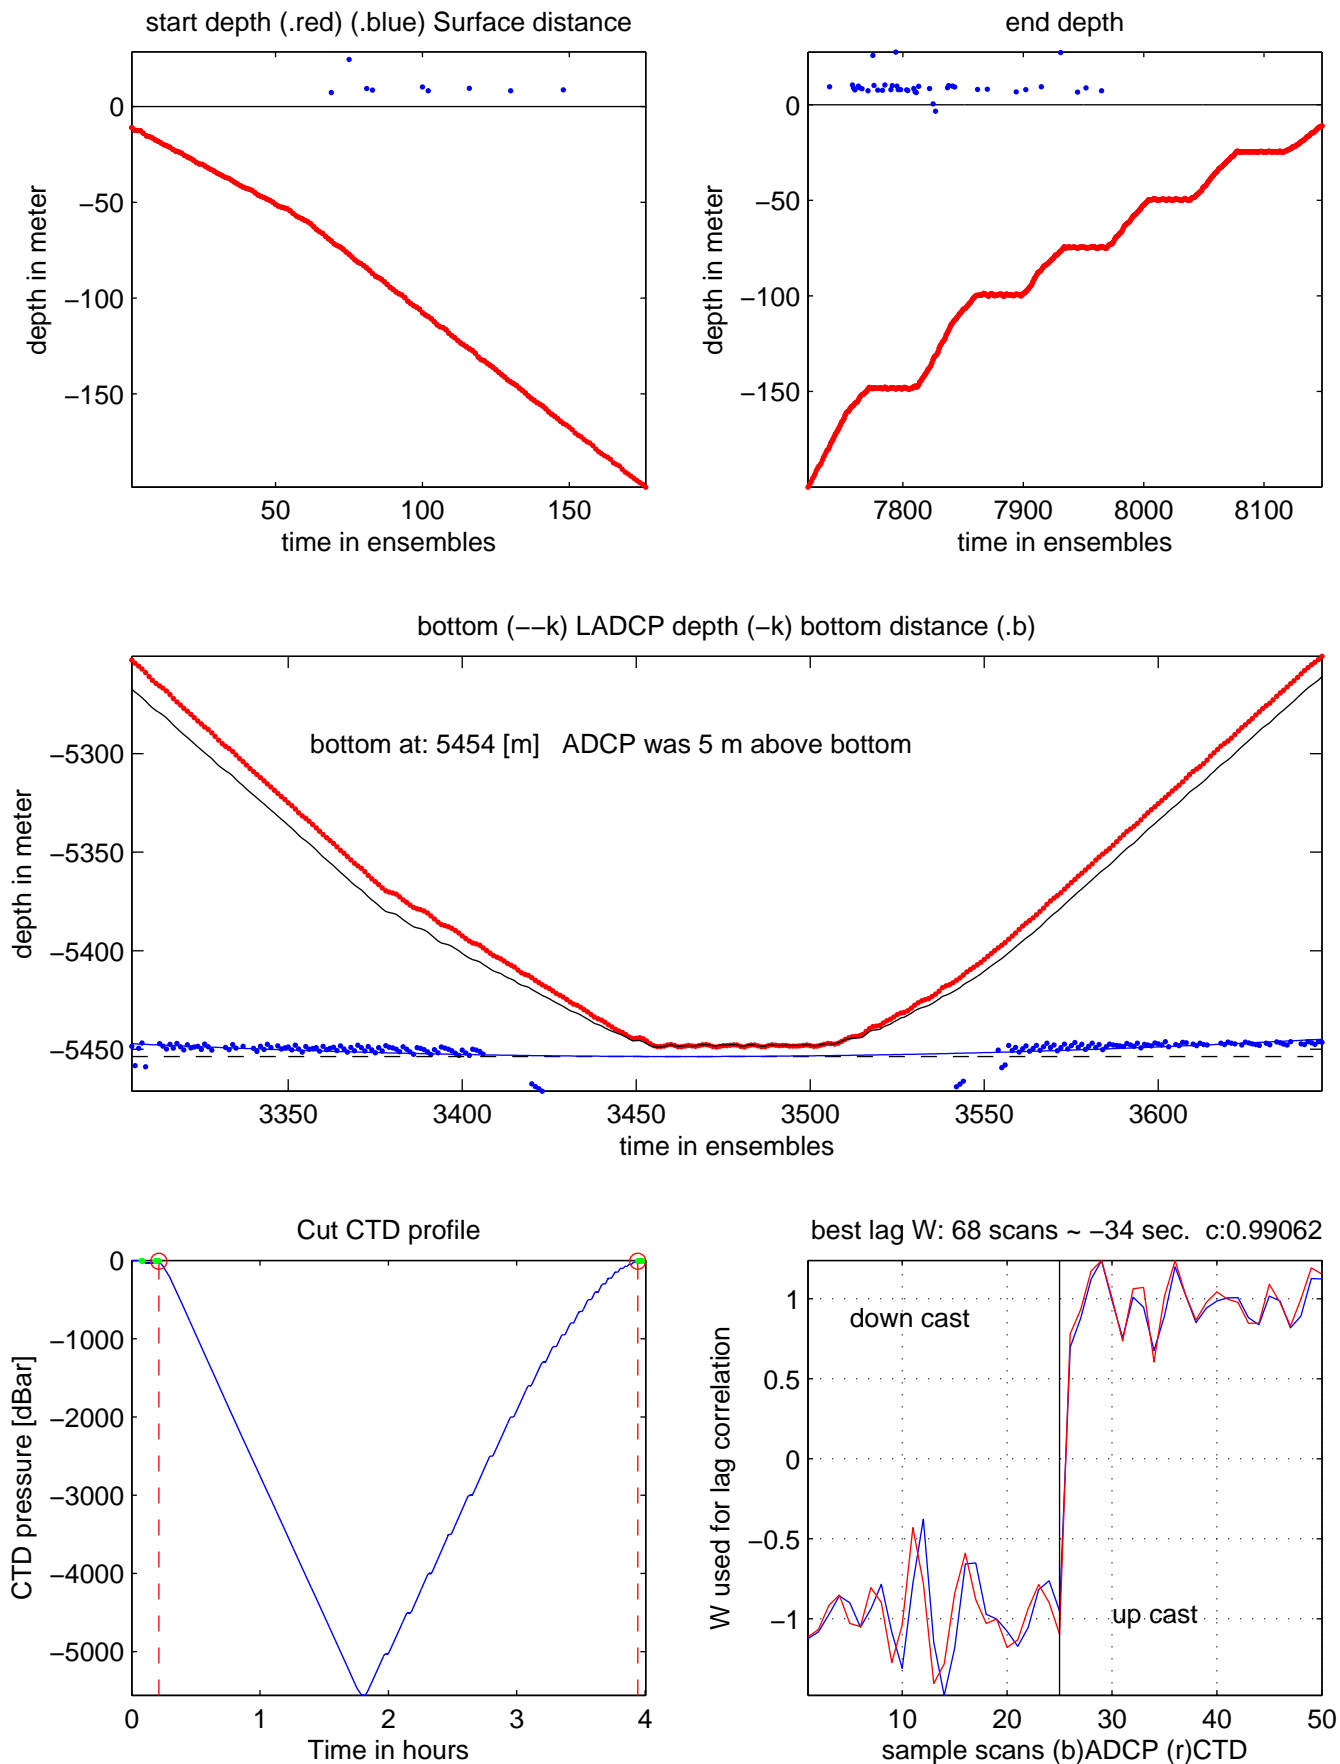 start depth (.red) (.blue) Surface distance
end depth
0
−50
−100
−150
depth in meter
50 100 150
time in ensembles
0
−50
−100
−150
depth in meter
7800 7900 8000 8100
time in ensembles
bottom (−−k) LADCP depth (−k) bottom distance (.b)
bottom at: 5454 [m] ADCP was 5 m above bottom
−5300
−5350
−5400
−5450
depth in meter
3350 3400 3450 3500 3550 3600
time in ensembles
Cut CTD profile
0
−1000
−2000
−3000
−4000
−5000
CTD pressure [dBar]
0 1 2 3 4
Time in hours
best lag W: 68 scans ~ −34 sec. c:0.99062
down cast
up cast
1
0.5
0
−0.5
−1
W used for lag correlation
10 20 30 40 50
sample scans (b)ADCP (r)CTD